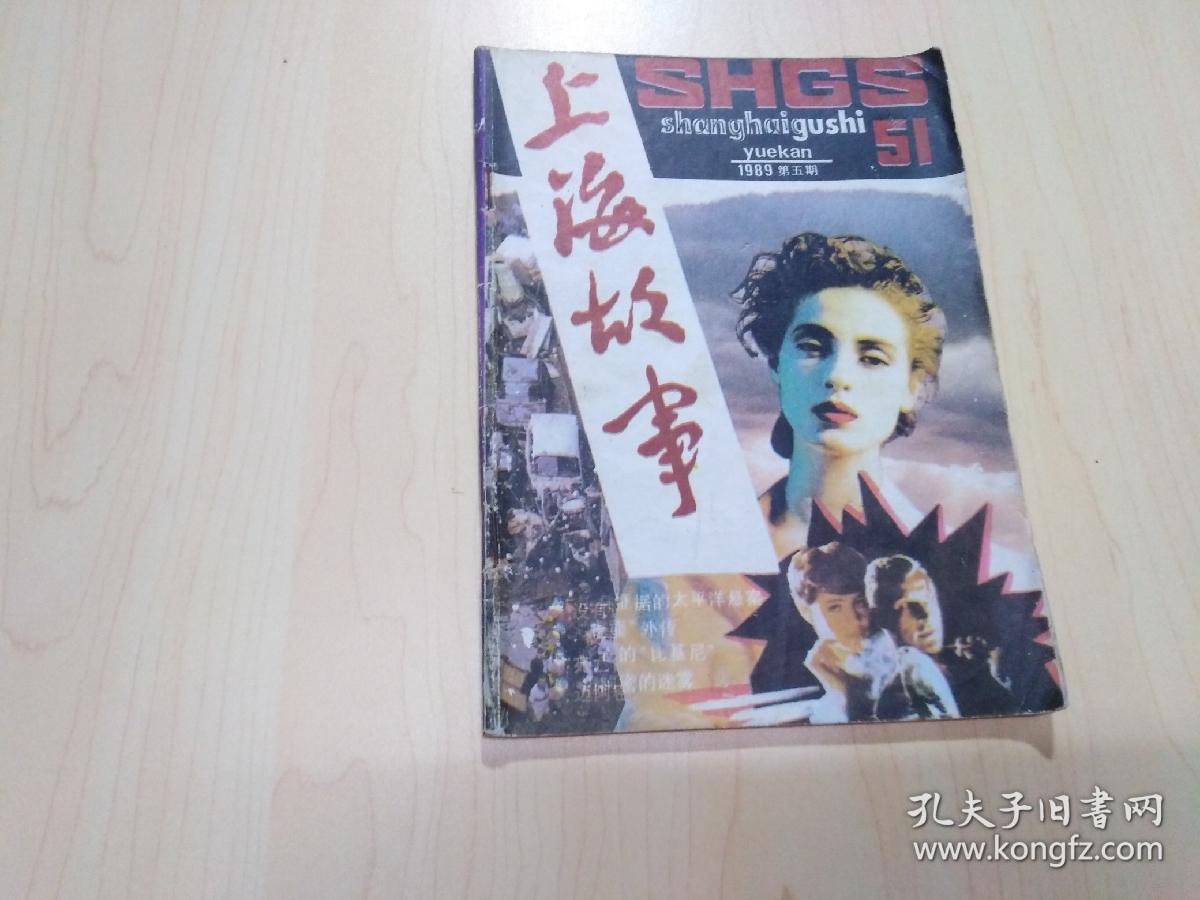 SHGS
shanghaigushi
51
yuekan
1989 第五期
上海故事
据的太平洋悬案
外传
的"比基尼"
的迷雾
孔夫子旧书网
www.kongfz.com